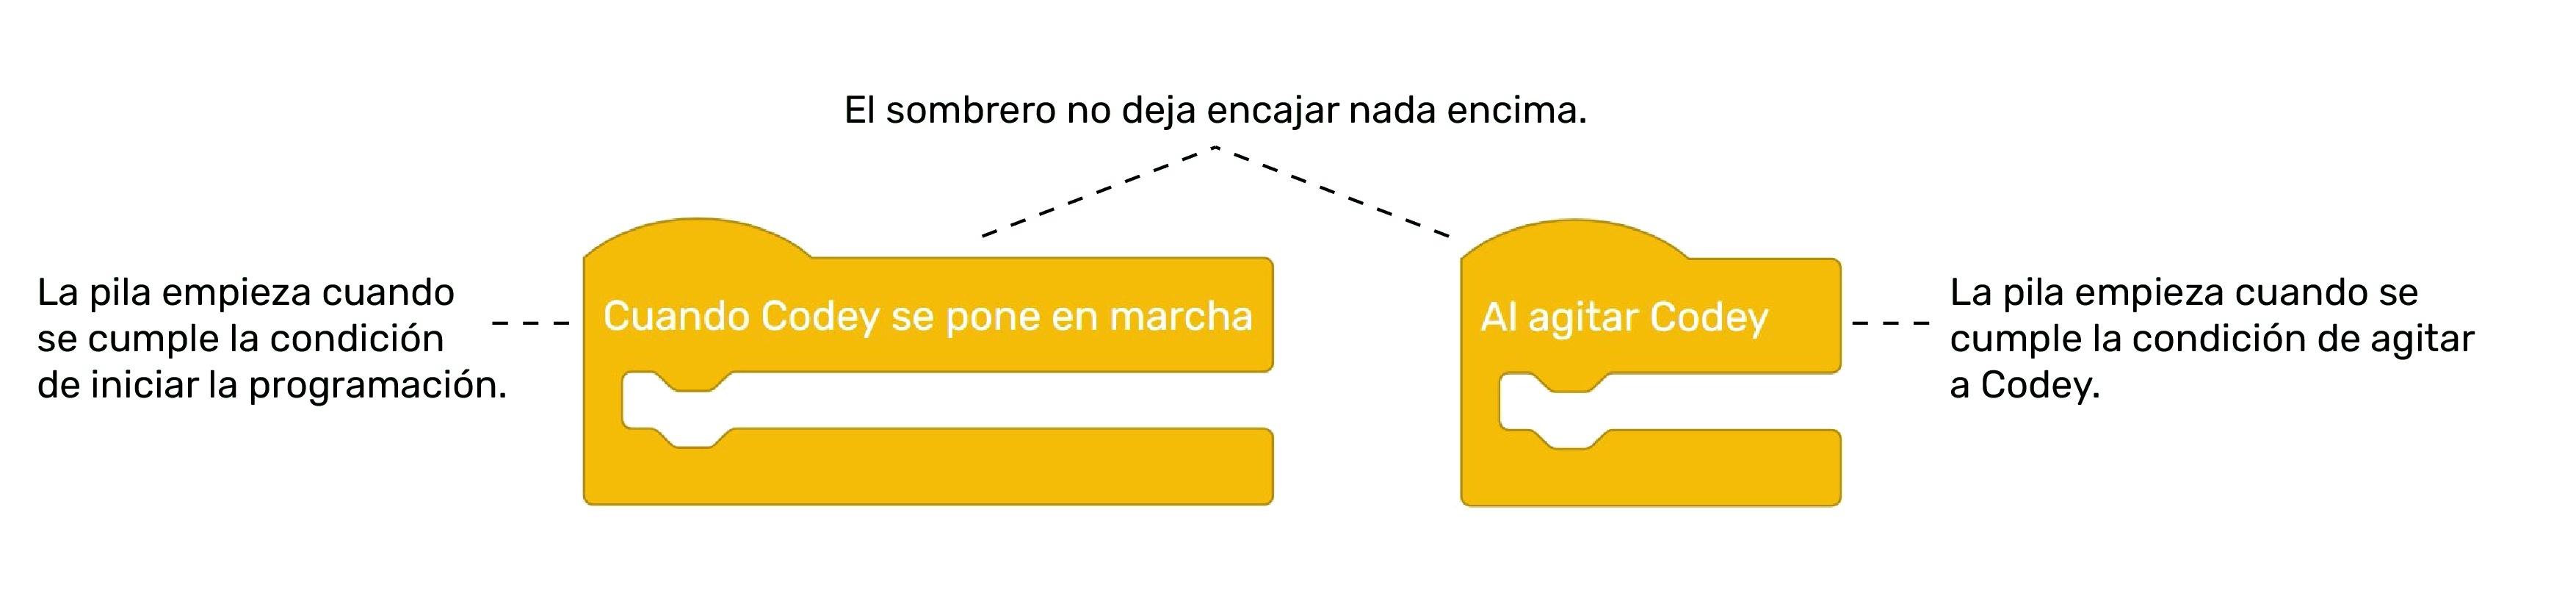 El sombrero no deja encajar nada encima.
La pila empieza cuando
se cumple la condición
de iniciar la programación.
Cuando Codey se pone en marcha
Al agitar Codey
La pila empieza cuando se
cumple la condición de agitar
a Codey.